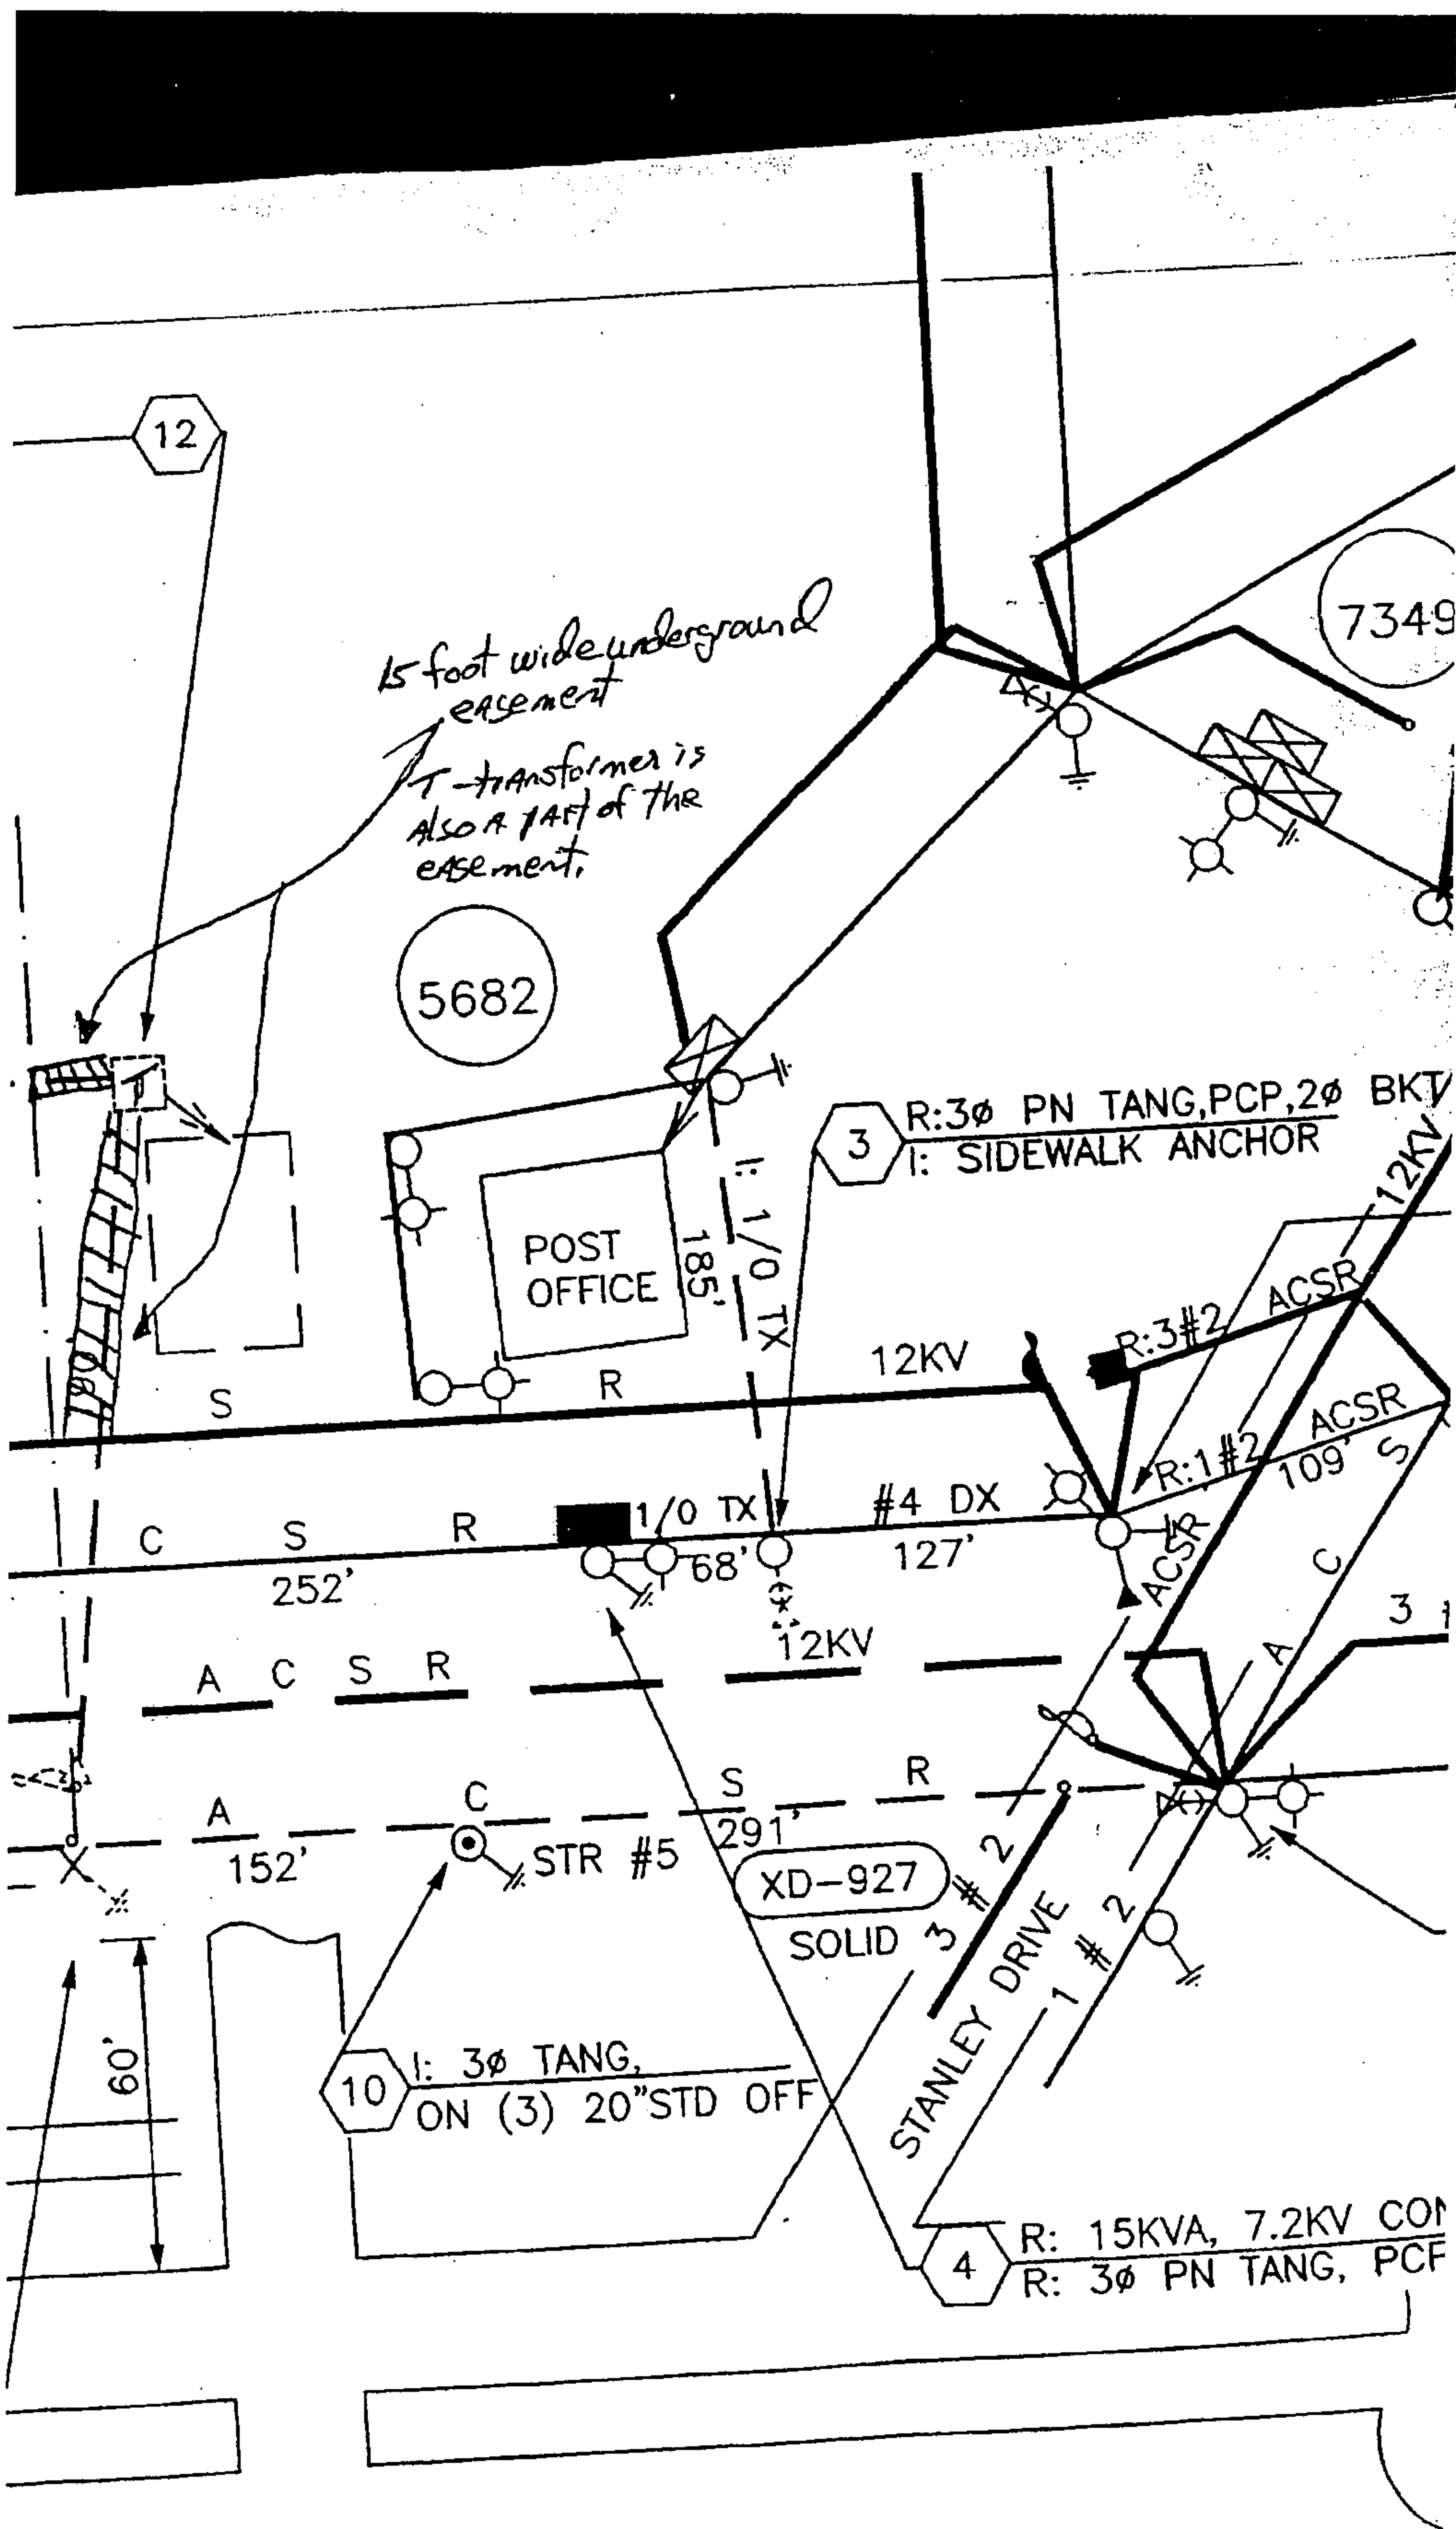 12
15 foot wide underground
easement
T-transformer is
Also A part of the
easement.
7349
5682
3
R:3ø PN TANG,PCP,2ø BKT
I: SIDEWALK ANCHOR
12KV
I: 1/0 TX
185'
POST
OFFICE
R:3#2 ACSR
12KV
S R
R:1#2 ACSR
109'
1/0 TX
#4 DX
C S R
252'
68'
127'
ACSR
A C S
3
12KV
A C S R
A C S R
152'
STR #5
291'
XD-927
SOLID
3 # 2
STANLEY DRIVE
1 # 2
60'
10
I: 3ø TANG,
ON (3) 20"STD OFF
4
R: 15KVA, 7.2KV CON
R: 3ø PN TANG, PCP
T